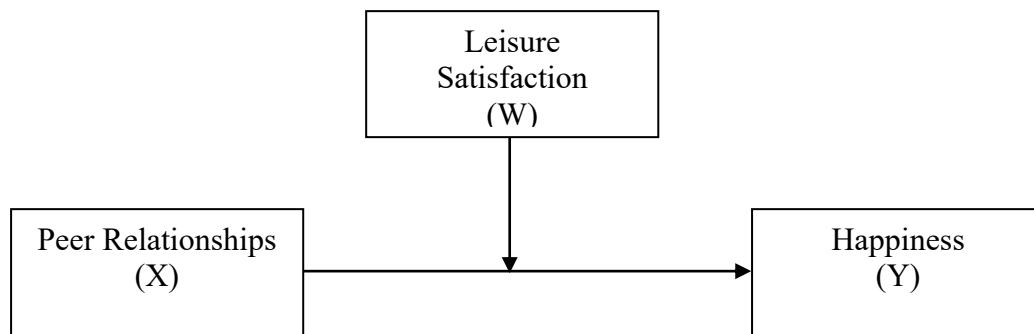 Leisure
Satisfaction
(W)
Peer Relationships
(X)
Happiness
(Y)